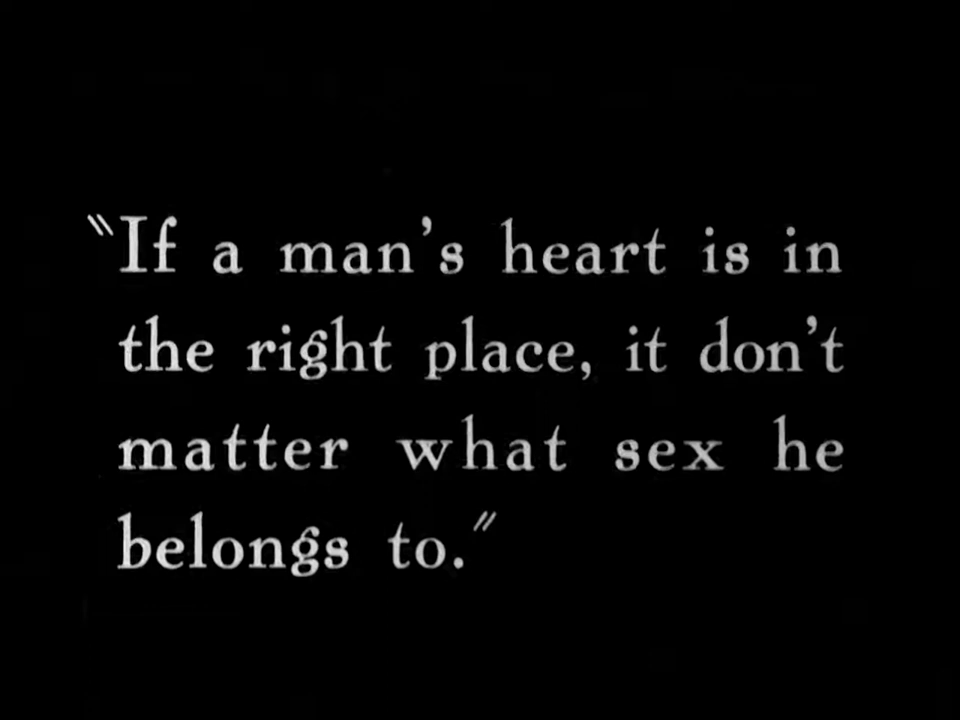 "If a man's heart is in
the right place, it don't
matter what sex he
belongs to."